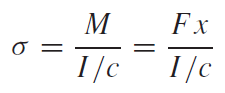 σ = M / (I/c) = Fx / (I/c)